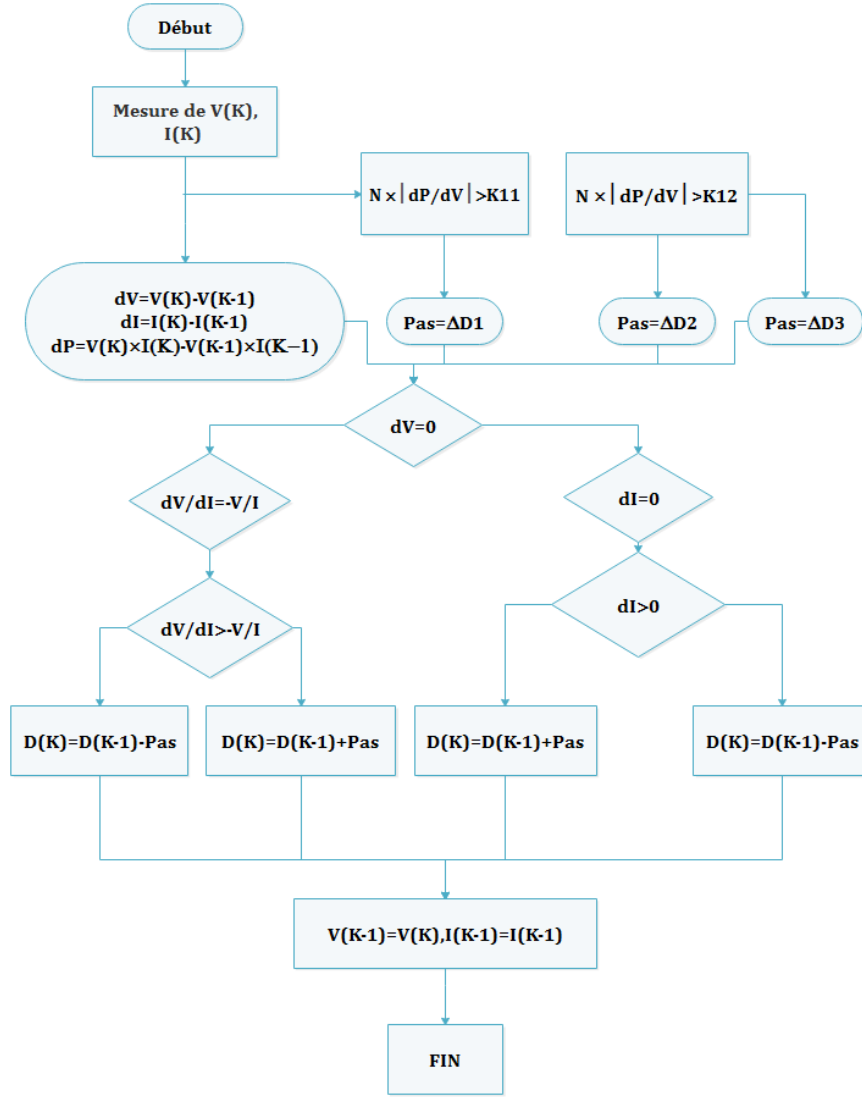 Début
Mesure de V(K),
I(K)
N × |dP/dV| >K11
N × |dP/dV| >K12
dV=V(K)-V(K-1)
dI=I(K)-I(K-1)
dP=V(K)×I(K)-V(K-1)×I(K−1)
Pas=ΔD1
Pas=ΔD2
Pas=ΔD3
dV=0
dV/dI=-V/I
dI=0
dV/dI>-V/I
dI>0
D(K)=D(K-1)-Pas
D(K)=D(K-1)+Pas
D(K)=D(K-1)+Pas
D(K)=D(K-1)-Pas
V(K-1)=V(K),I(K-1)=I(K-1)
FIN